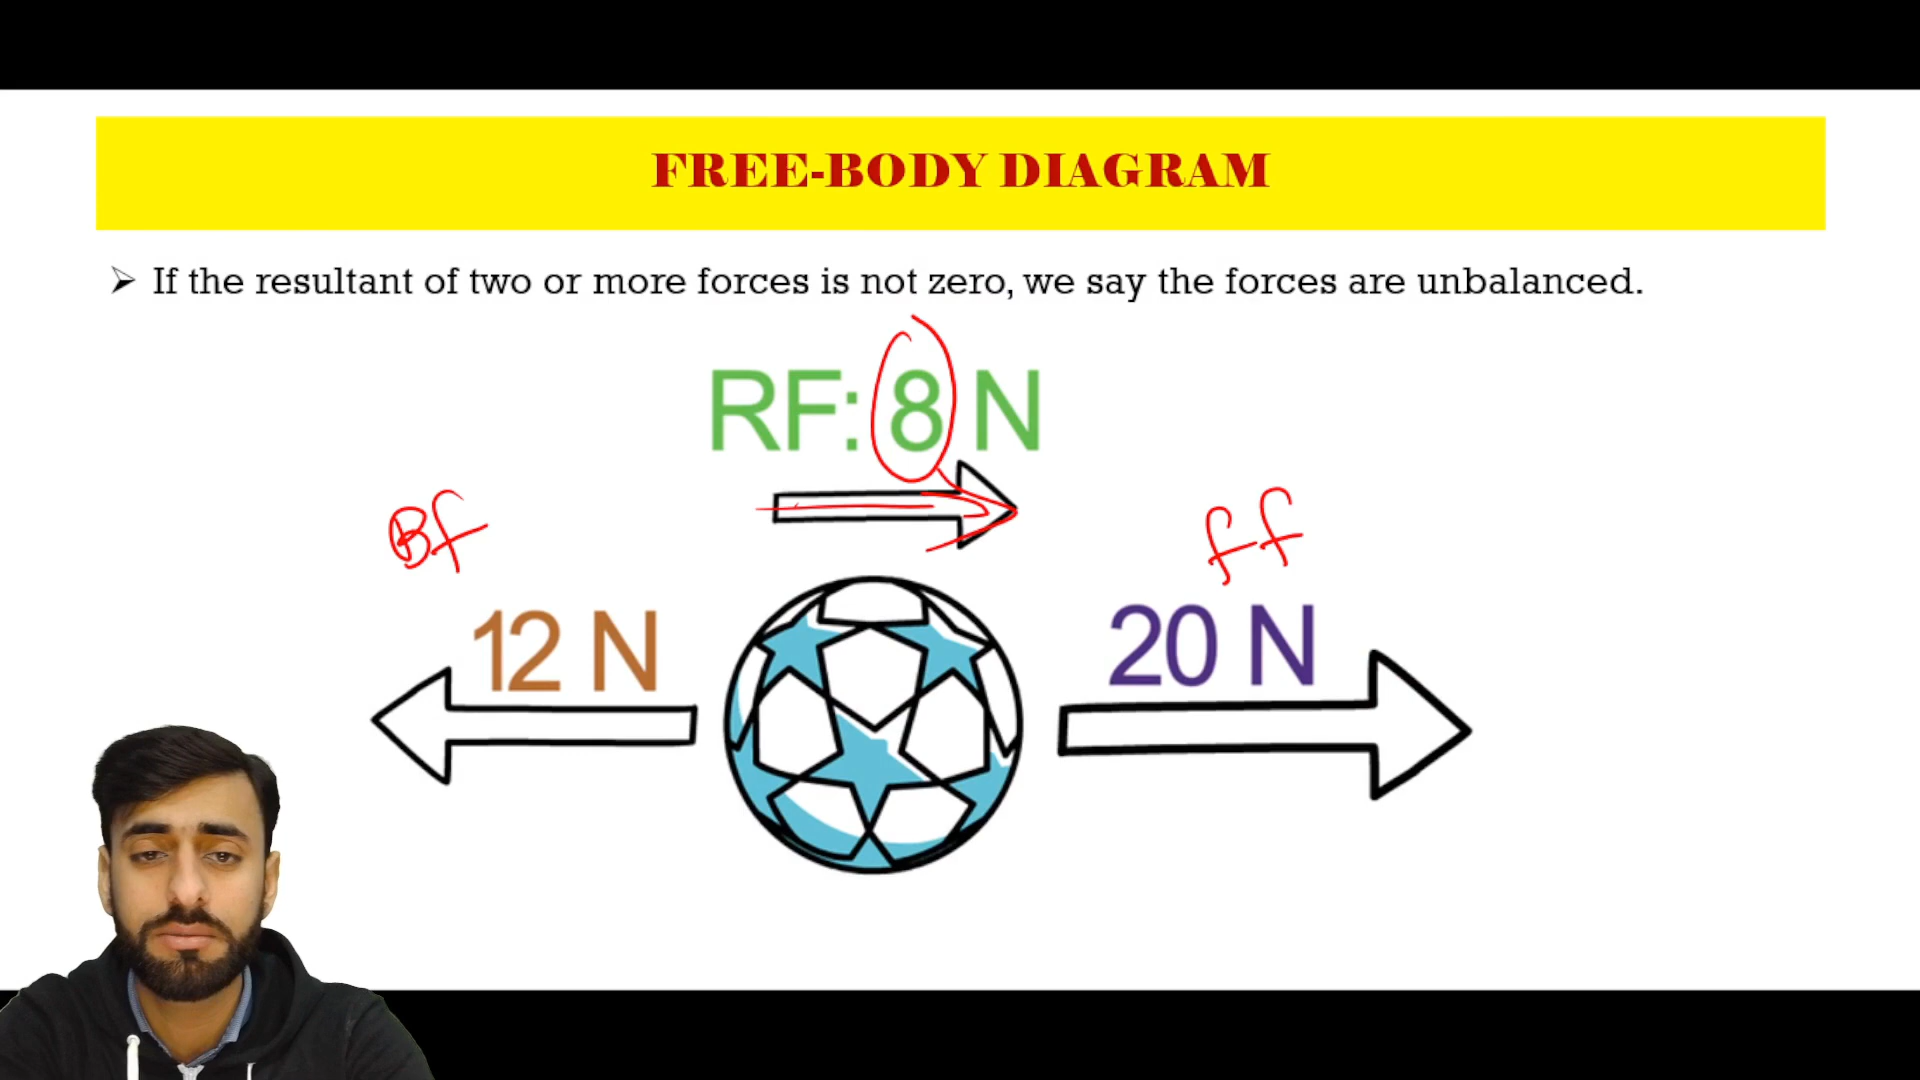 FREE-BODY DIAGRAM
➢ If the resultant of two or more forces is not zero, we say the forces are unbalanced.
RF: 8 N
Bf
ff
12 N
20 N